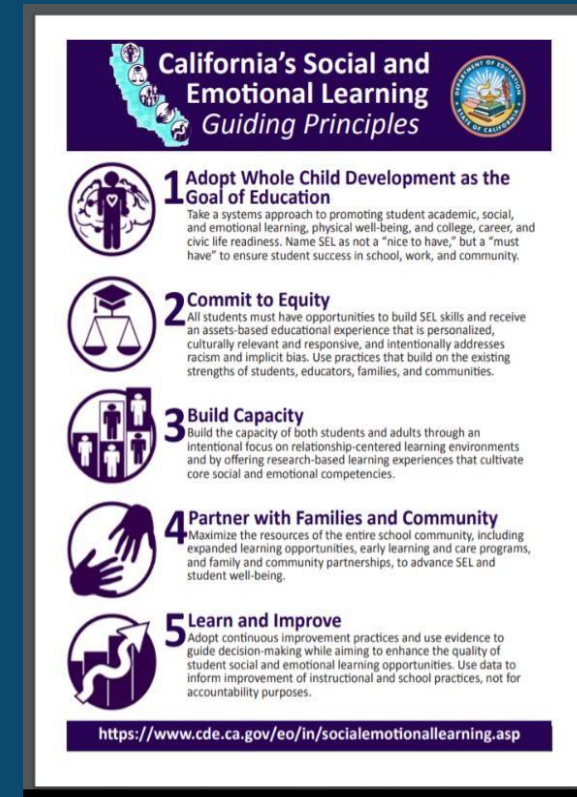 California's Social and
Emotional Learning
Guiding Principles
DEPARTMENT OF EDUCATION
STATE OF CALIFORNIA
1 Adopt Whole Child Development as the
Goal of Education
Take a systems approach to promoting student academic, social,
and emotional learning, physical well-being, and college, career, and
civic life readiness. Name SEL as not a “nice to have,” but a “must
have” to ensure student success in school, work, and community.
2 Commit to Equity
All students must have opportunities to build SEL skills and receive
an assets-based educational experience that is personalized,
culturally relevant and responsive, and intentionally addresses
racism and implicit bias. Use practices that build on the existing
strengths of students, educators, families, and communities.
3 Build Capacity
Build the capacity of both students and adults through an
intentional focus on relationship-centered learning environments
and by offering research-based learning experiences that cultivate
core social and emotional competencies.
4 Partner with Families and Community
Maximize the resources of the entire school community, including
expanded learning opportunities, early learning and care programs,
and family and community partnerships, to advance SEL and
student well-being.
5 Learn and Improve
Adopt continuous improvement practices and use evidence to
guide decision-making while aiming to enhance the quality of
student social and emotional learning opportunities. Use data to
inform improvement of instructional and school practices, not for
accountability purposes.
https://www.cde.ca.gov/eo/in/socialemotionallearning.asp